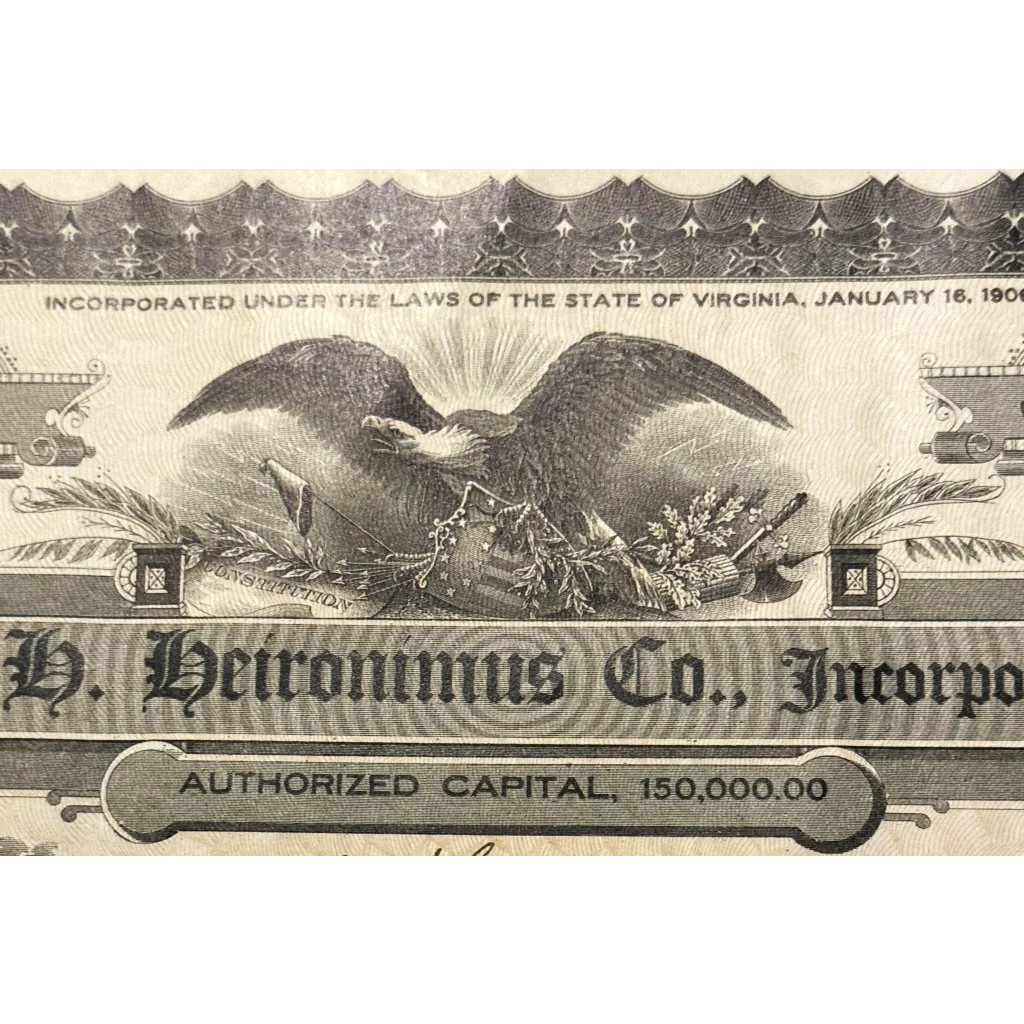 INCORPORATED UNDER THE LAWS OF THE STATE OF VIRGINIA, JANUARY 16, 190
CONSTITUTION
H. Heironimus Co., Incorpo
AUTHORIZED CAPITAL, 150,000.00